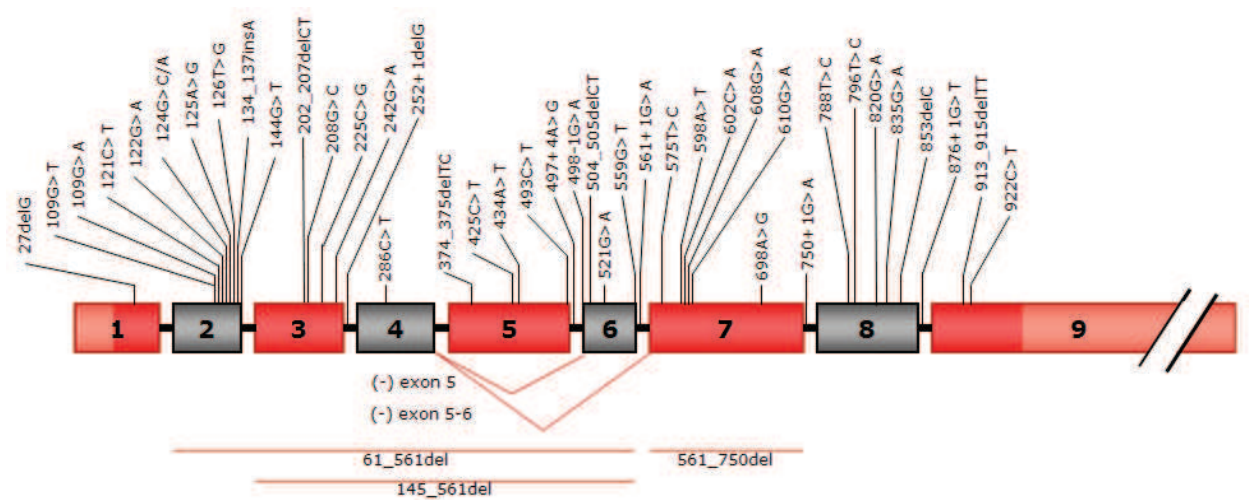 27delG
109G> T
109G> A
121C> T
122G> A
124G> C/A
125A> G
126T> G
134_137insA
144G> T
202_207delCT
208G> C
225C> G
242G> A
252+ 1delG
286C> T
374_375delTC
425C> T
434A> T
493C> T
497+ 4A> G
498-1G> A
504_505delCT
521G> A
559G> T
561+ 1G> A
575T> C
598A> T
602C> A
608G> A
610G> A
698A> G
750+ 1G> A
788T> C
796T> C
820G> A
835G> A
853delC
876+ 1G> T
913_915delTT
922C> T
1 2 3 4 5 6 7 8 9
(-) exon 5
(-) exon 5-6
61_561del 561_750del
145_561del